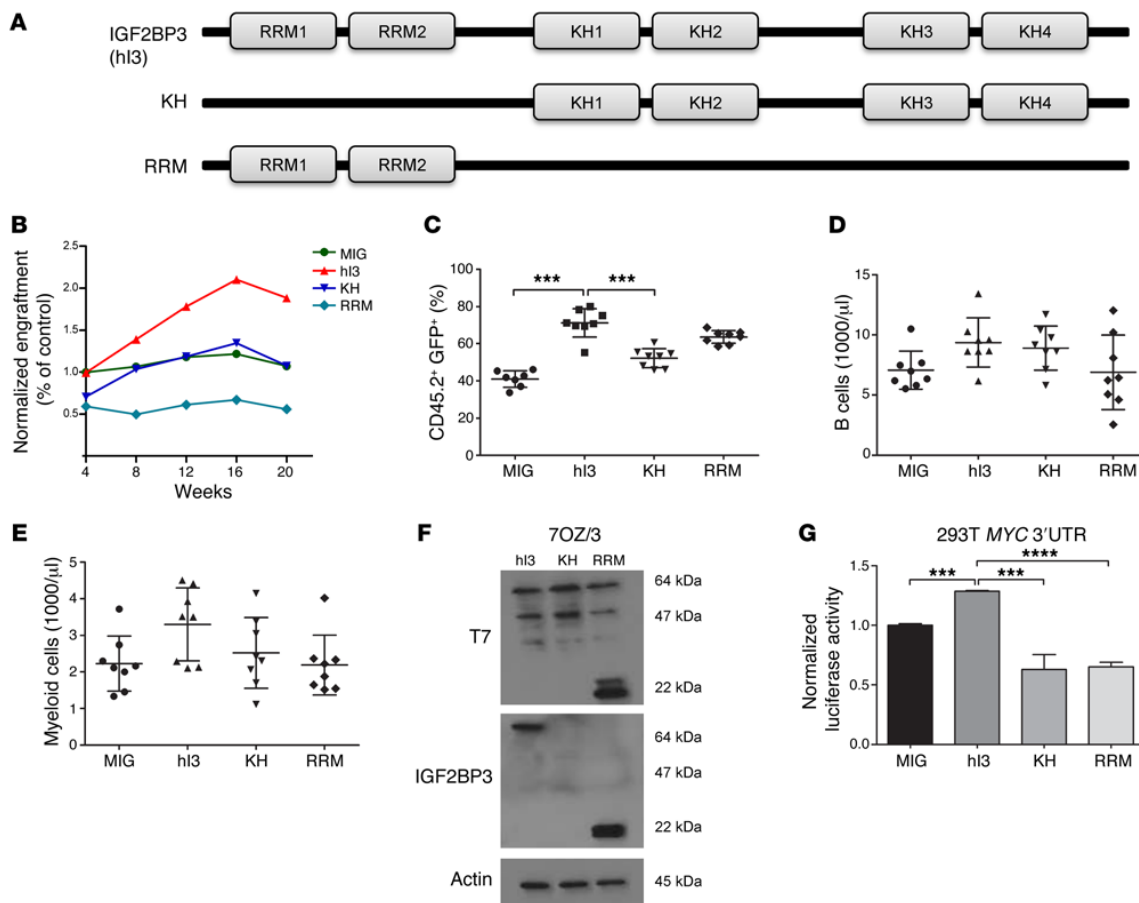 A
IGF2BP3
(hI3)
RRM1 RRM2 KH1 KH2 KH3 KH4
KH
KH1 KH2 KH3 KH4
RRM
RRM1 RRM2
B
Normalized engraftment
(% of control)
2.5
2.0
1.5
1.0
0.5
4 8 12 16 20
Weeks
MIG
hI3
KH
RRM
C
CD45.2+ GFP+ (%)
100
80
60
40
20
0
*** ***
MIG hI3 KH RRM
D
B cells (1000/µl)
15
10
5
0
MIG hI3 KH RRM
E
Myeloid cells (1000/µl)
5
4
3
2
1
0
MIG hI3 KH RRM
F
7OZ/3
hI3 KH RRM
T7
64 kDa
47 kDa
22 kDa
IGF2BP3
64 kDa
47 kDa
22 kDa
Actin
45 kDa
G
293T MYC 3′UTR
****
*** ***
Normalized
luciferase activity
1.5
1.0
0.5
0.0
MIG hI3 KH RRM